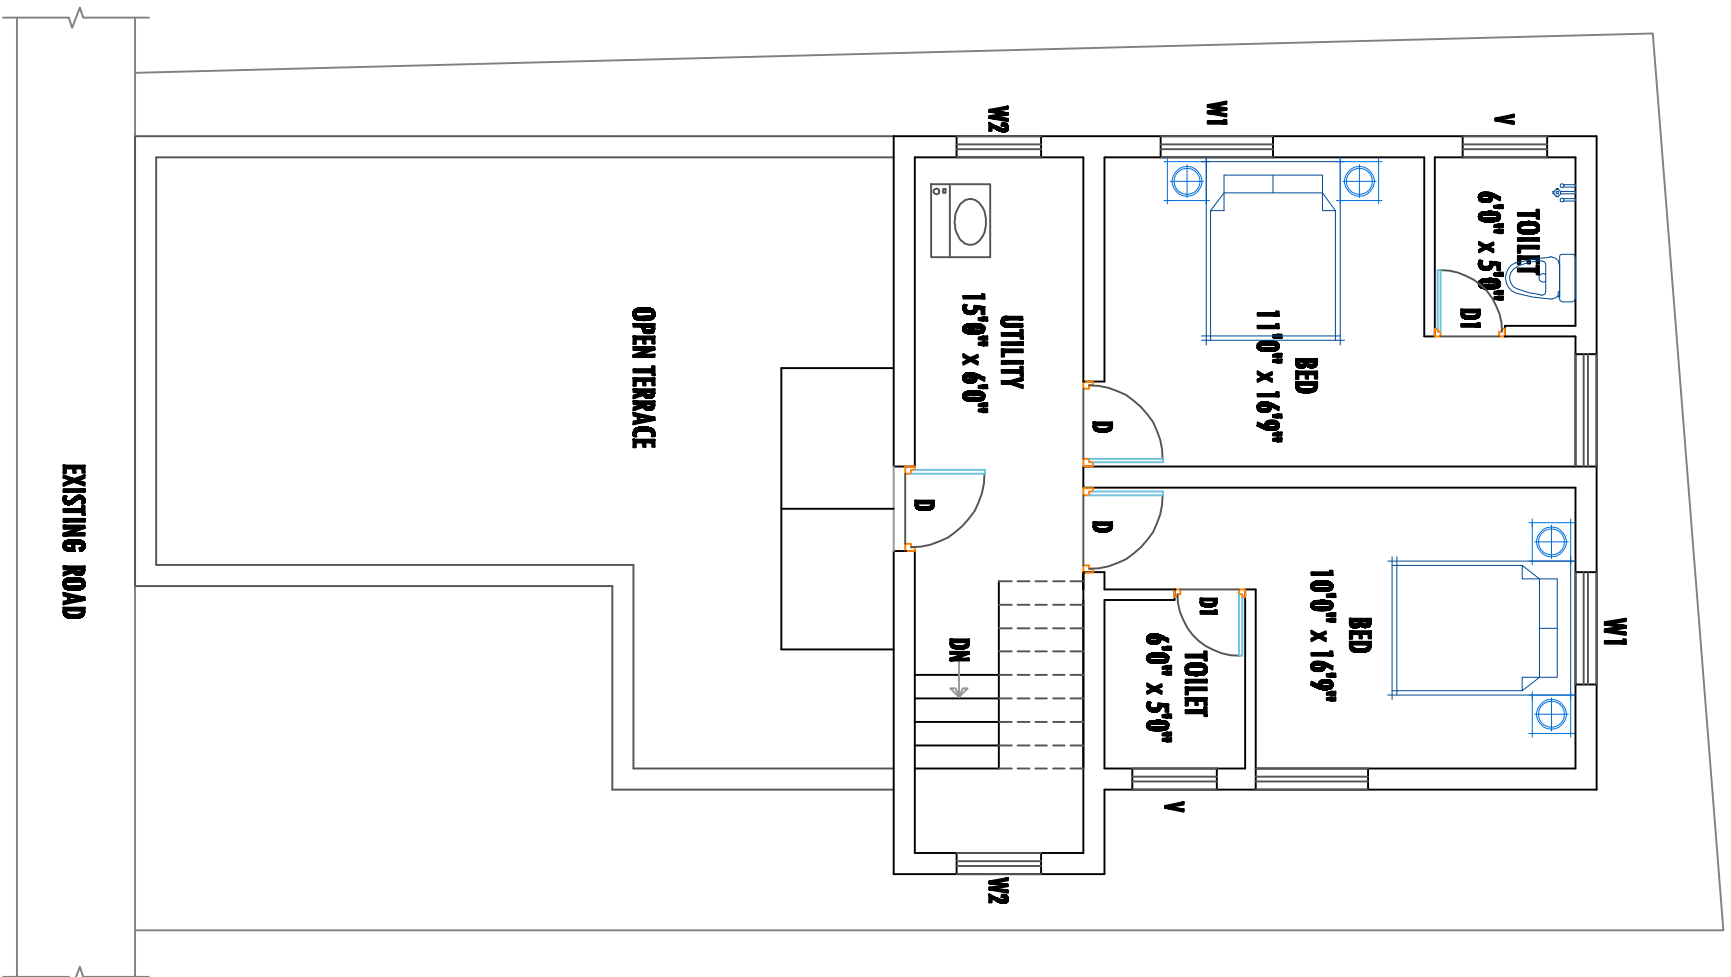 W2
W1
V
TOILET
6'0" X 5'0"
D1
UTILITY
15'0" X 6'0"
BED
11'0" X 16'9"
OPEN TERRACE
D
D
D
EXISTING ROAD
DN
D1
TOILET
6'0" X 5'0"
BED
10'0" X 16'9"
W1
V
W2